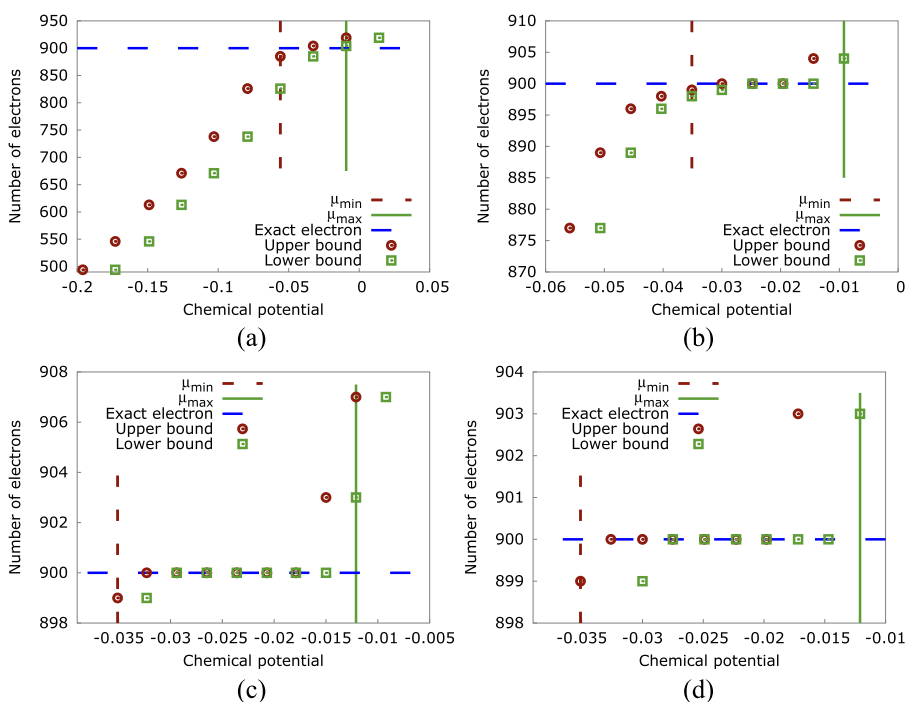 Number of electrons
950
900
850
800
750
700
650
600
550
500
-0.2
-0.15
-0.1
-0.05
0
0.05
Chemical potential
μmin
μmax
Exact electron
Upper bound
Lower bound
(a)
Number of electrons
910
905
900
895
890
885
880
875
870
-0.06
-0.05
-0.04
-0.03
-0.02
-0.01
0
Chemical potential
μmin
μmax
Exact electron
Upper bound
Lower bound
(b)
Number of electrons
908
906
904
902
900
898
-0.035
-0.03
-0.025
-0.02
-0.015
-0.01
-0.005
Chemical potential
μmin
μmax
Exact electron
Upper bound
Lower bound
(c)
Number of electrons
904
903
902
901
900
899
898
-0.035
-0.03
-0.025
-0.02
-0.015
-0.01
Chemical potential
μmin
μmax
Exact electron
Upper bound
Lower bound
(d)